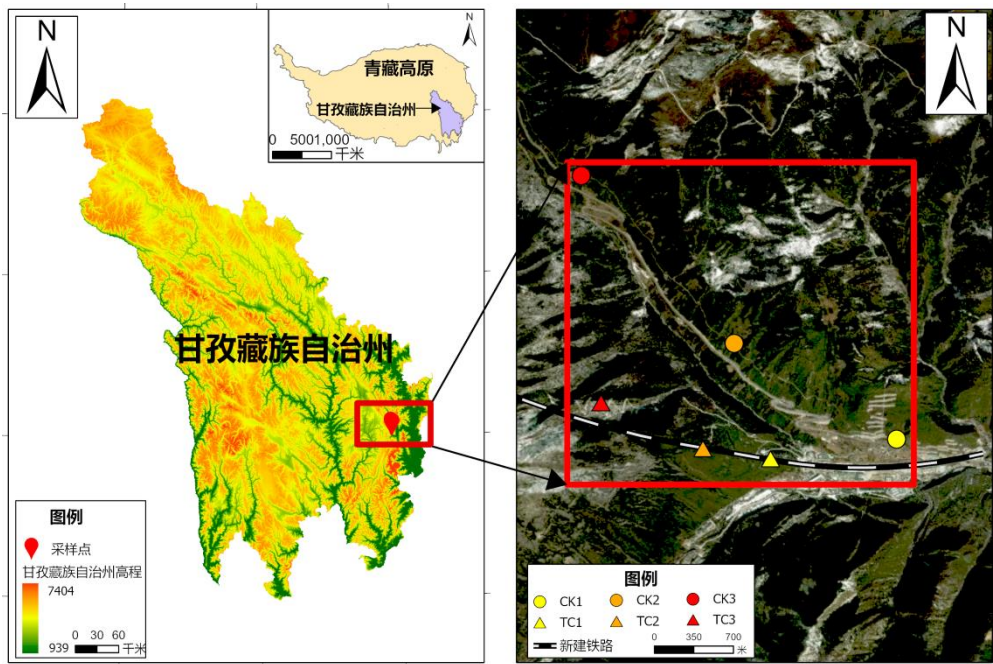 N
N
青藏高原
甘孜藏族自治州
0 5001,000
千米
甘孜藏族自治州
图例
采样点
甘孜藏族自治州高程
7404
939
0 30 60
千米
N
图例
CK1 CK2 CK3
TC1 TC2 TC3
新建铁路
0 350 700
米